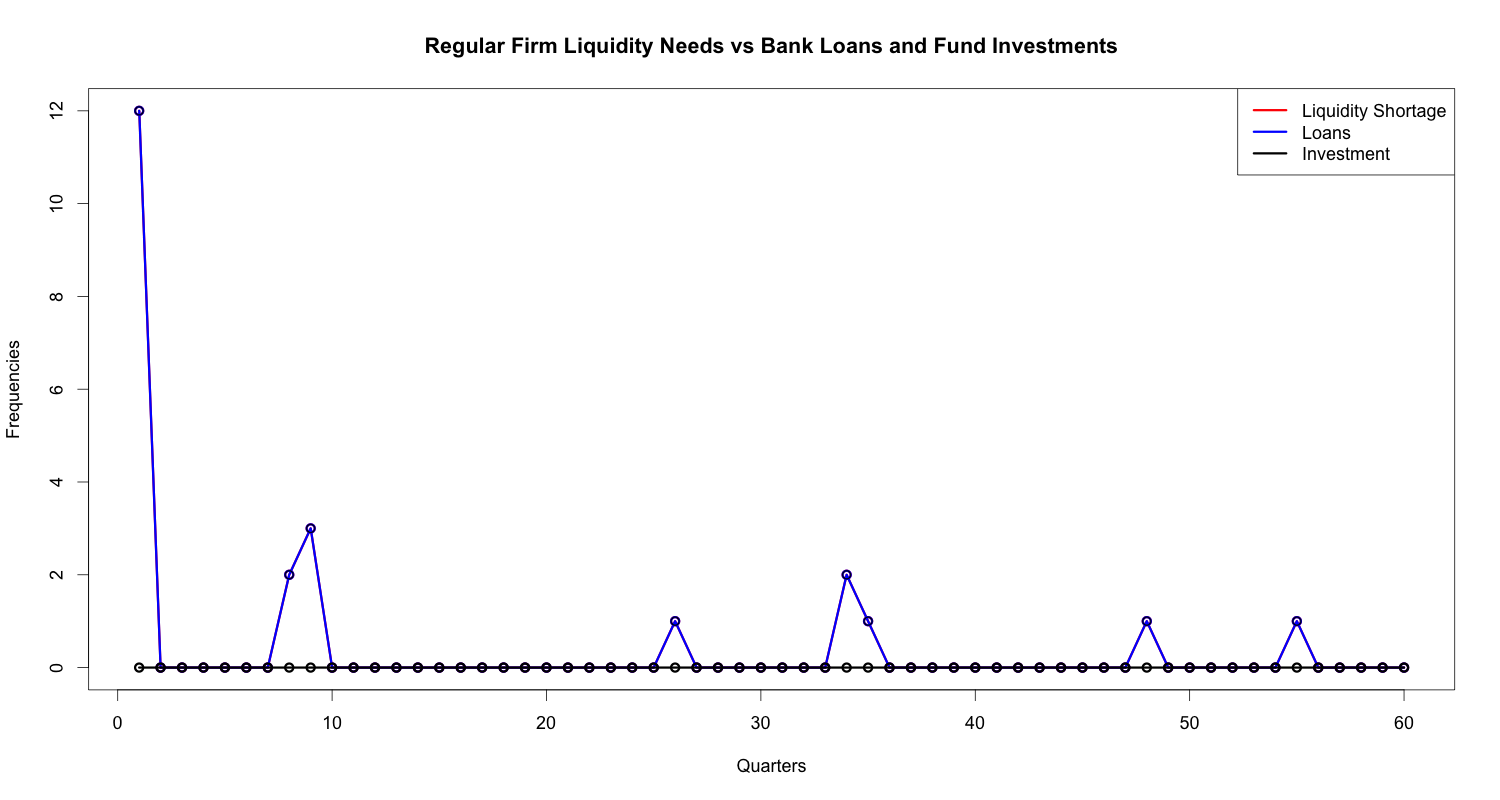 Regular Firm Liquidity Needs vs Bank Loans and Fund Investments
Liquidity Shortage
Loans
Investment
12
10
8
6
4
2
0
Frequencies
0 10 20 30 40 50 60
Quarters